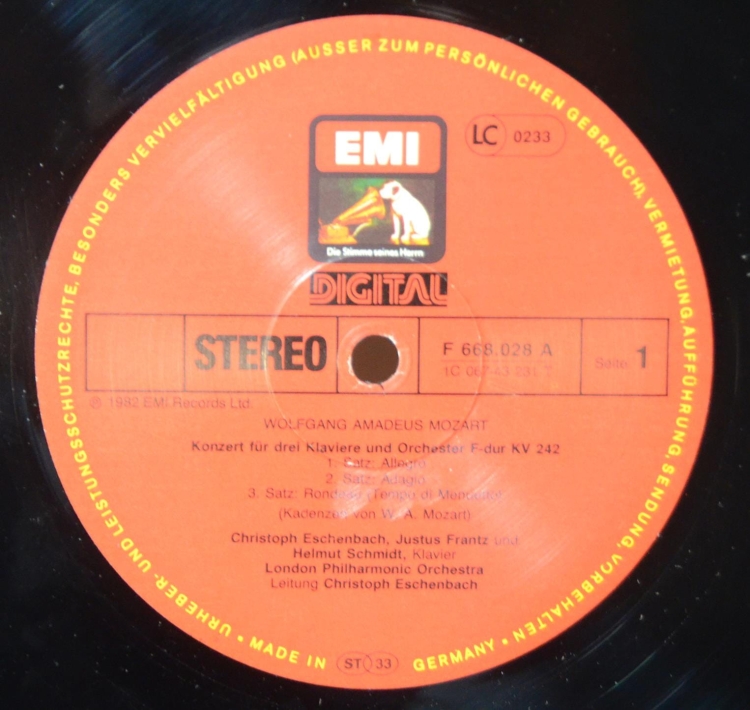 URHEBER- UND LEISTUNGSSCHUTZRECHTE, BESONDERS VERVIELFÄLTIGUNG (AUSSER ZUM PERSÖNLICHEN GEBRAUCH), VERMIETUNG, AUFFÜHRUNG, SENDUNG, VORBEHALTEN •
EMI
LC 0233
Die Stimme seines Herrn
DIGITAL
STEREO
F 668.028 A
1C 067-43 231 T
Seite 1
℗ 1982 EMI Records Ltd.
WOLFGANG AMADEUS MOZART
Konzert für drei Klaviere und Orchester F-dur KV 242
1. Satz: Allegro
2. Satz: Adagio
3. Satz: Rondeau (Tempo di Menuetto)
(Kadenzen von W. A. Mozart)
Christoph Eschenbach, Justus Frantz und
Helmut Schmidt, Klavier
London Philharmonic Orchestra
Leitung Christoph Eschenbach
• MADE IN ST 33 GERMANY